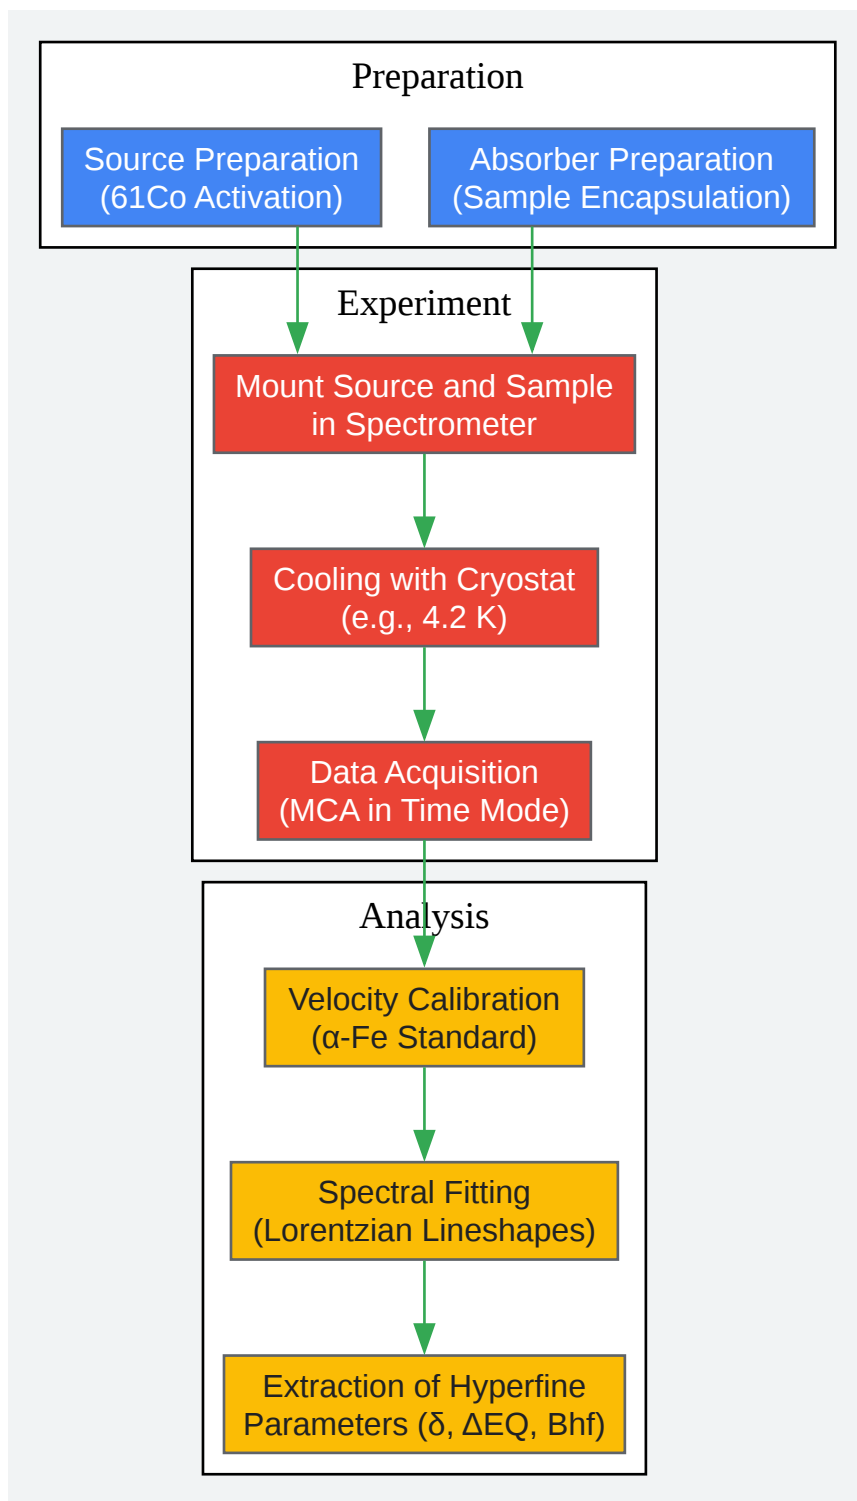 Preparation
Source Preparation
(61Co Activation)
Absorber Preparation
(Sample Encapsulation)
Experiment
Mount Source and Sample
in Spectrometer
Cooling with Cryostat
(e.g., 4.2 K)
Data Acquisition
(MCA in Time Mode)
Analysis
Velocity Calibration
(α-Fe Standard)
Spectral Fitting
(Lorentzian Lineshapes)
Extraction of Hyperfine
Parameters (δ, ΔEQ, Bhf)